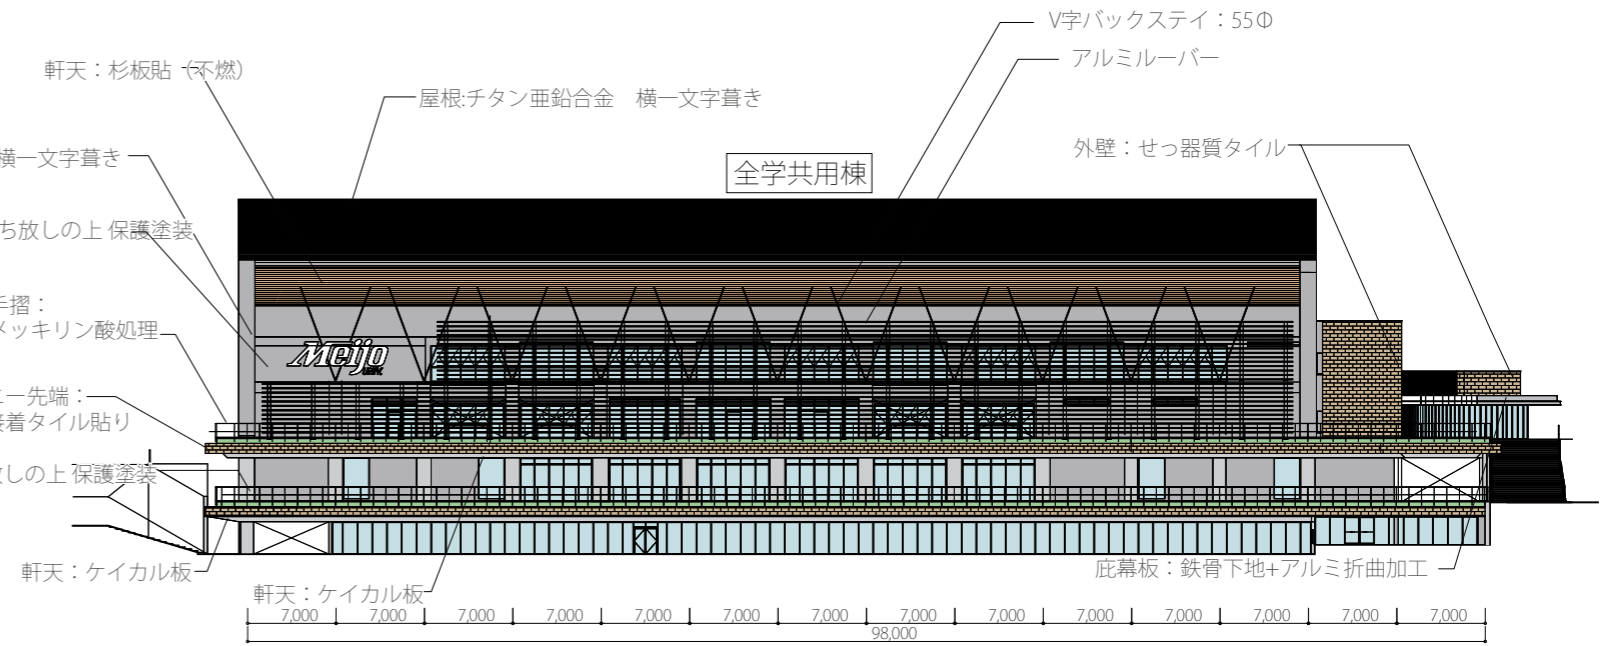 V字バックステイ：55Φ
軒天：杉板貼（不燃）
アルミルーバー
屋根:チタン亜鉛合金　横一文字葺き
横一文字葺き
外壁：せっ器質タイル
全学共用棟
ち放しの上 保護塗装
手摺：
メッキリン酸処理
Meijo
ニー先端：
接着タイル貼り
放しの上 保護塗装
軒天：ケイカル板
軒天：ケイカル板
庇幕板：鉄骨下地+アルミ折曲加工
7,000 7,000 7,000 7,000 7,000 7,000 7,000 7,000 7,000 7,000 7,000 7,000 7,000 7,000
98,000